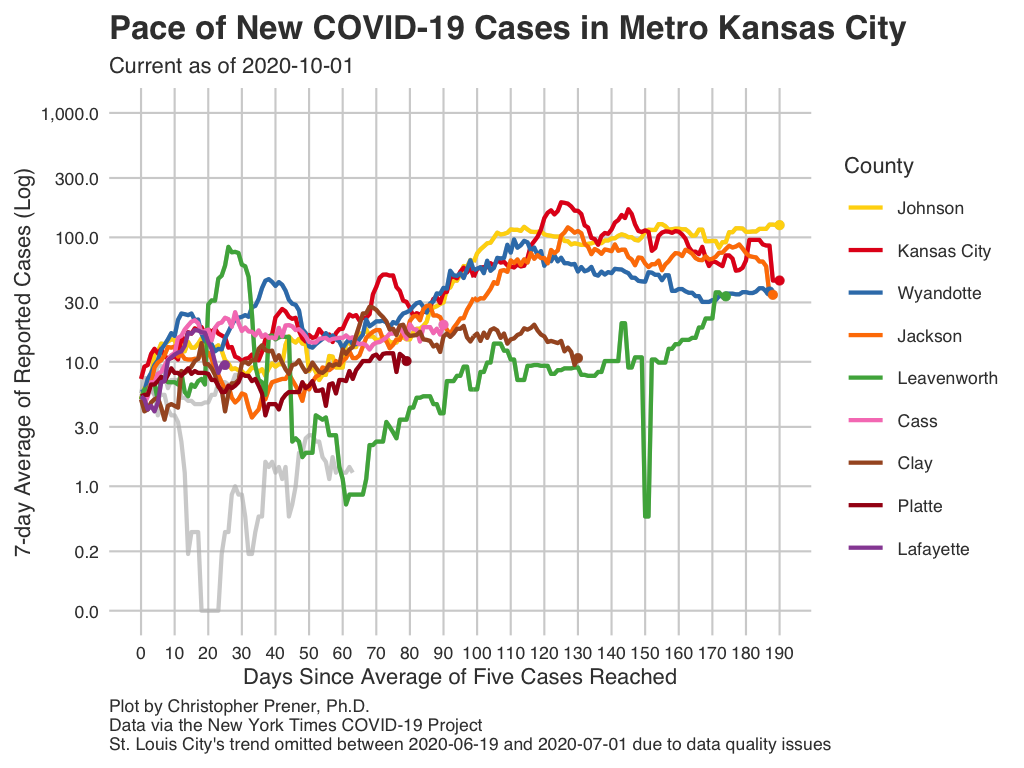 Pace of New COVID-19 Cases in Metro Kansas City
Current as of 2020-10-01
1,000.0
300.0
100.0
30.0
10.0
3.0
1.0
0.2
0.0
7-day Average of Reported Cases (Log)
0 10 20 30 40 50 60 70 80 90 100 110 120 130 140 150 160 170 180 190
Days Since Average of Five Cases Reached
County
Johnson
Kansas City
Wyandotte
Jackson
Leavenworth
Cass
Clay
Platte
Lafayette
Plot by Christopher Prener, Ph.D.
Data via the New York Times COVID-19 Project
St. Louis City's trend omitted between 2020-06-19 and 2020-07-01 due to data quality issues